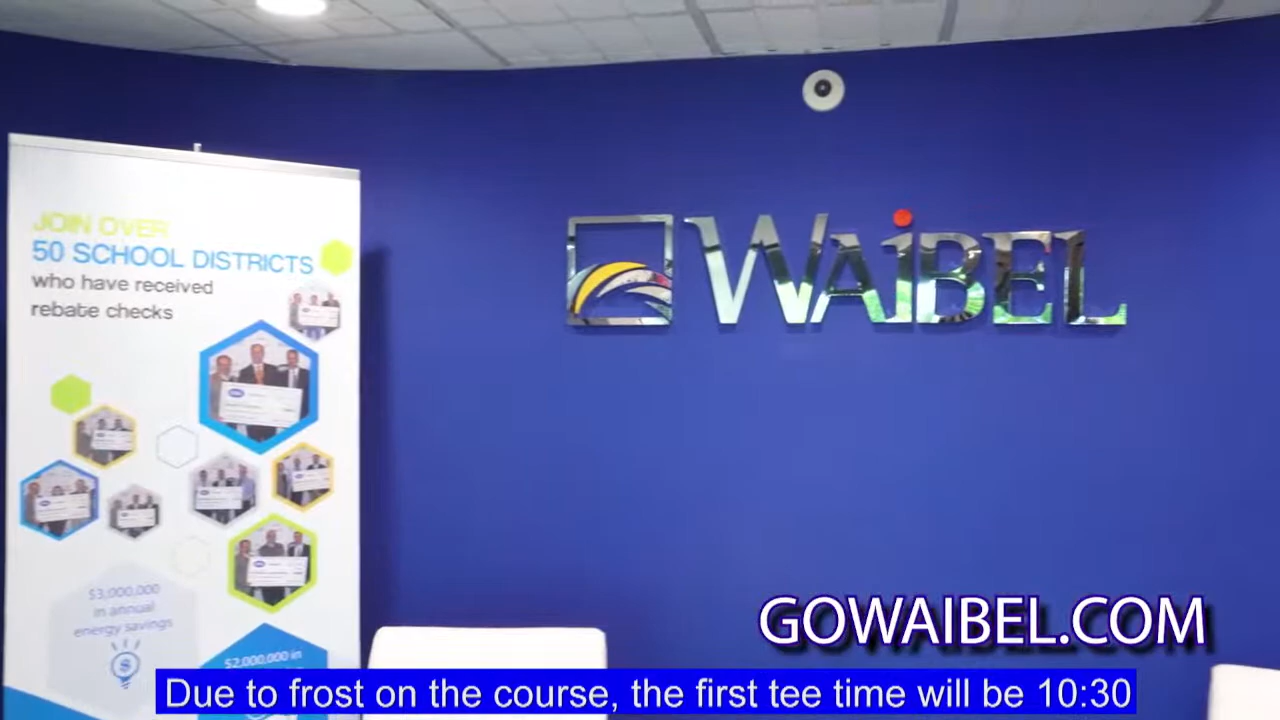 JOIN OVER
50 SCHOOL DISTRICTS
who have received
rebate checks
$3,000,000
in annual
energy savings
$2,000,000 in
WAiBEL
GOWAIBEL.COM
Due to frost on the course, the first tee time will be 10:30